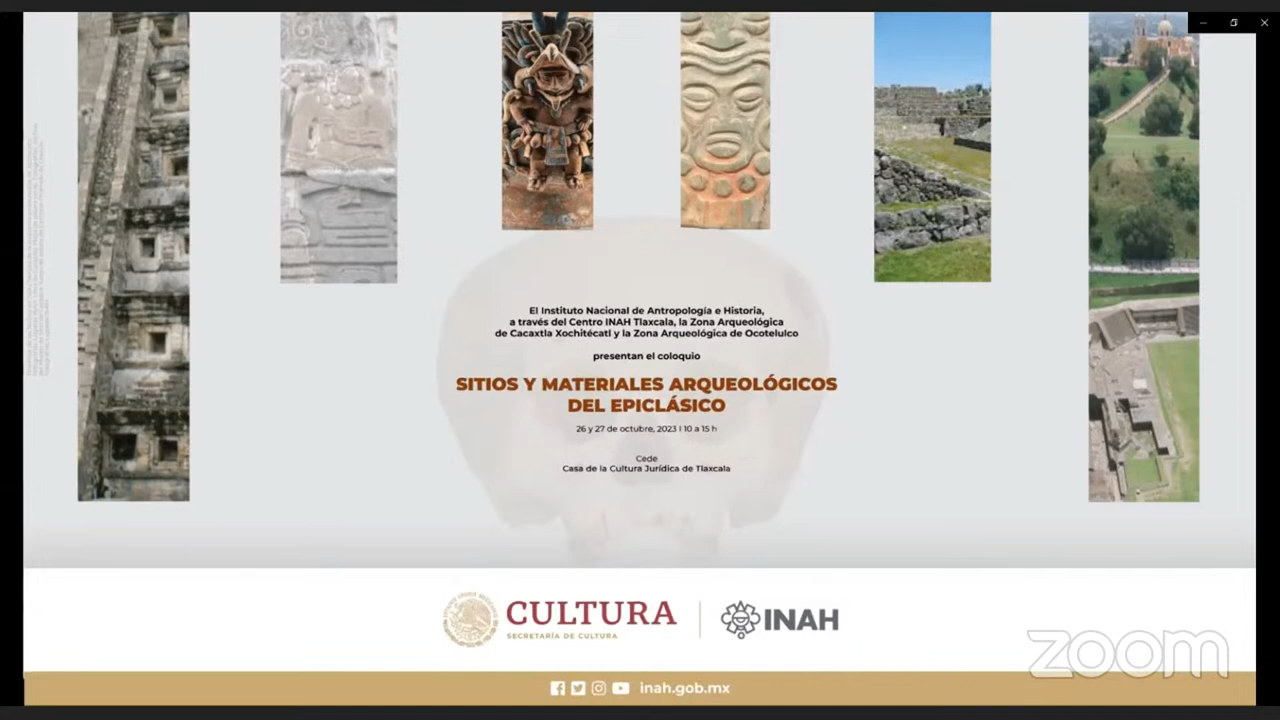 El Instituto Nacional de Antropología e Historia,
a través del Centro INAH Tlaxcala, la Zona Arqueológica
de Cacaxtla Xochitécatl y la Zona Arqueológica de Ocotelulco
presentan el coloquio
SITIOS Y MATERIALES ARQUEOLÓGICOS
DEL EPICLÁSICO
26 y 27 de octubre, 2023 I 10 a 15 h
Cede
Casa de la Cultura Jurídica de Tlaxcala
CULTURA
SECRETARÍA DE CULTURA
INAH
zoom
inah.gob.mx